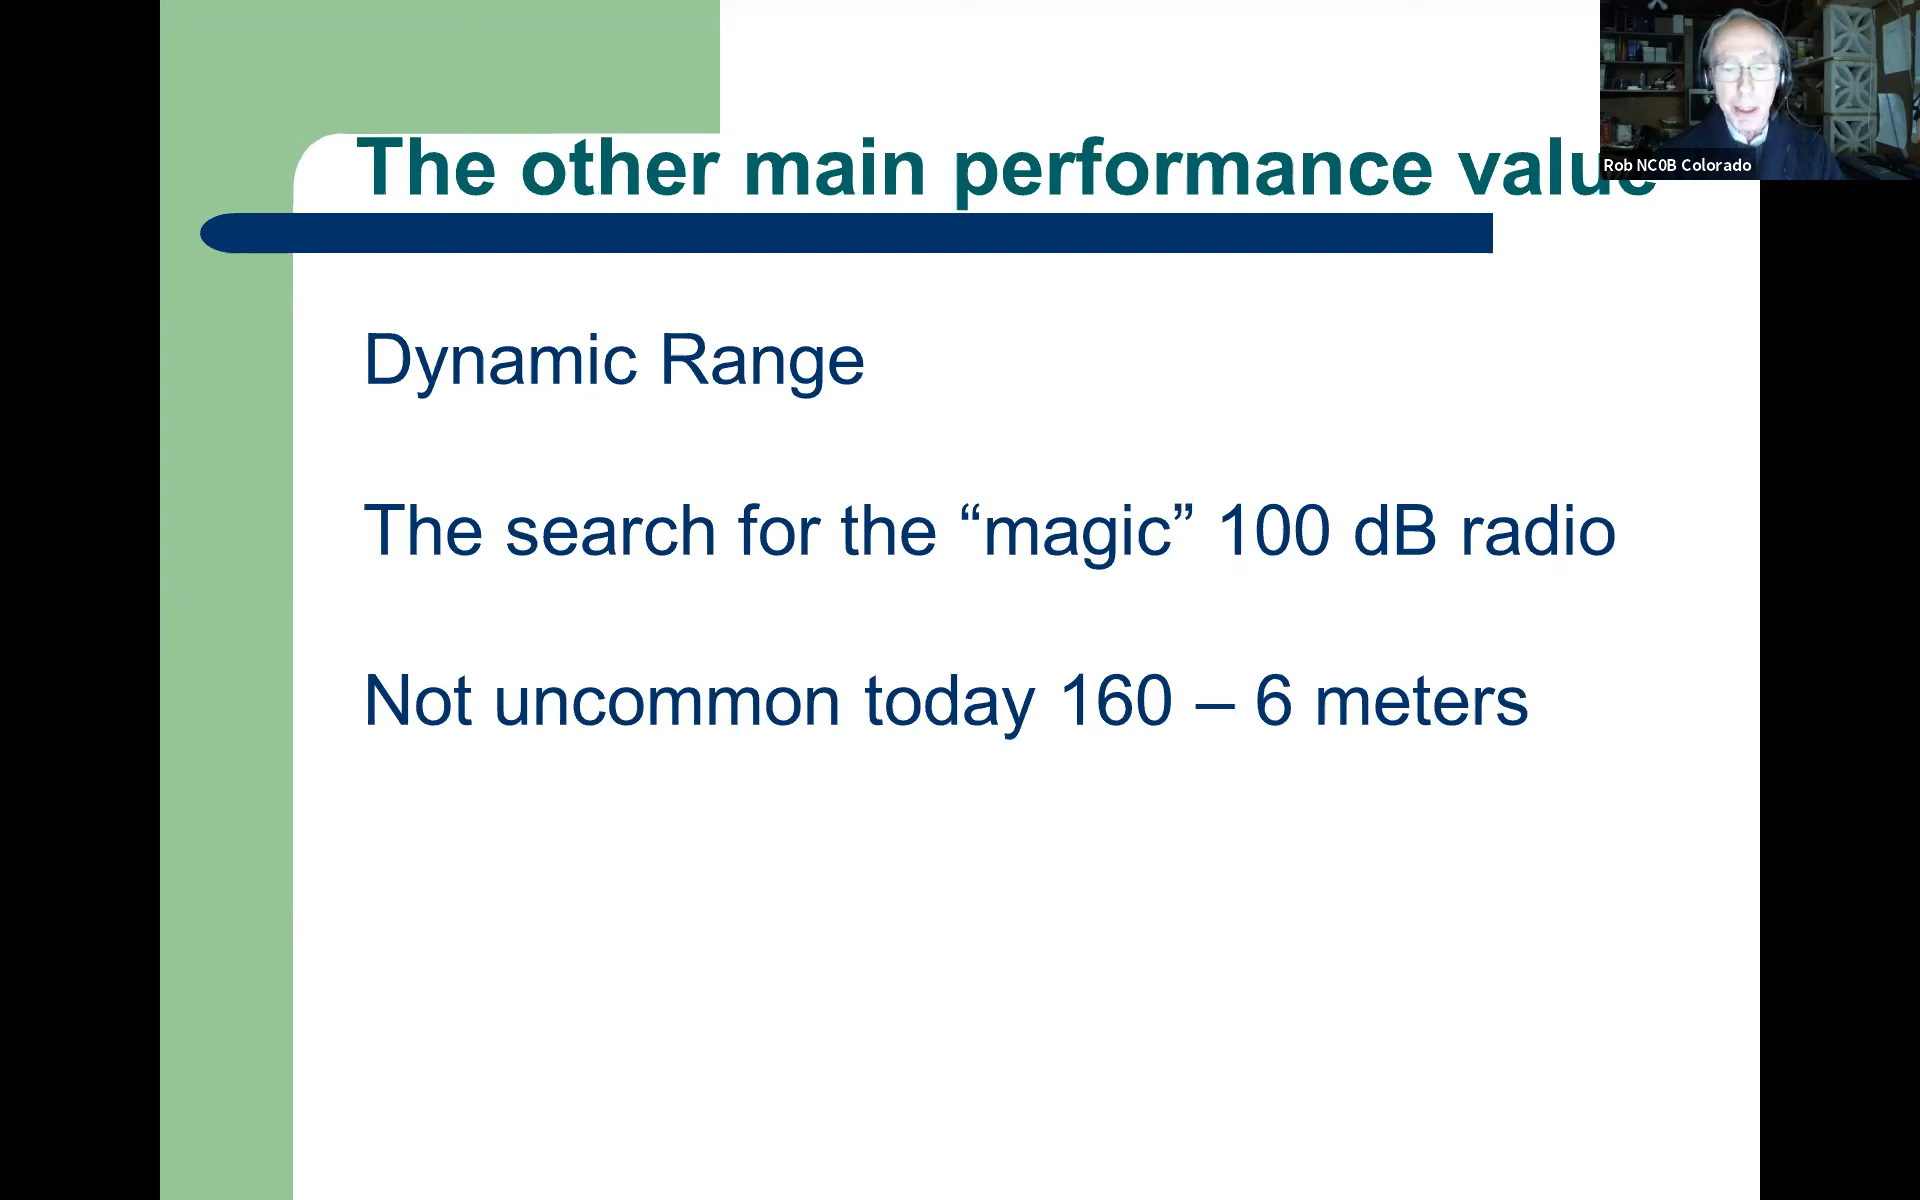 The other main performance value
Rob NC0B Colorado
Dynamic Range
The search for the “magic” 100 dB radio
Not uncommon today 160 – 6 meters